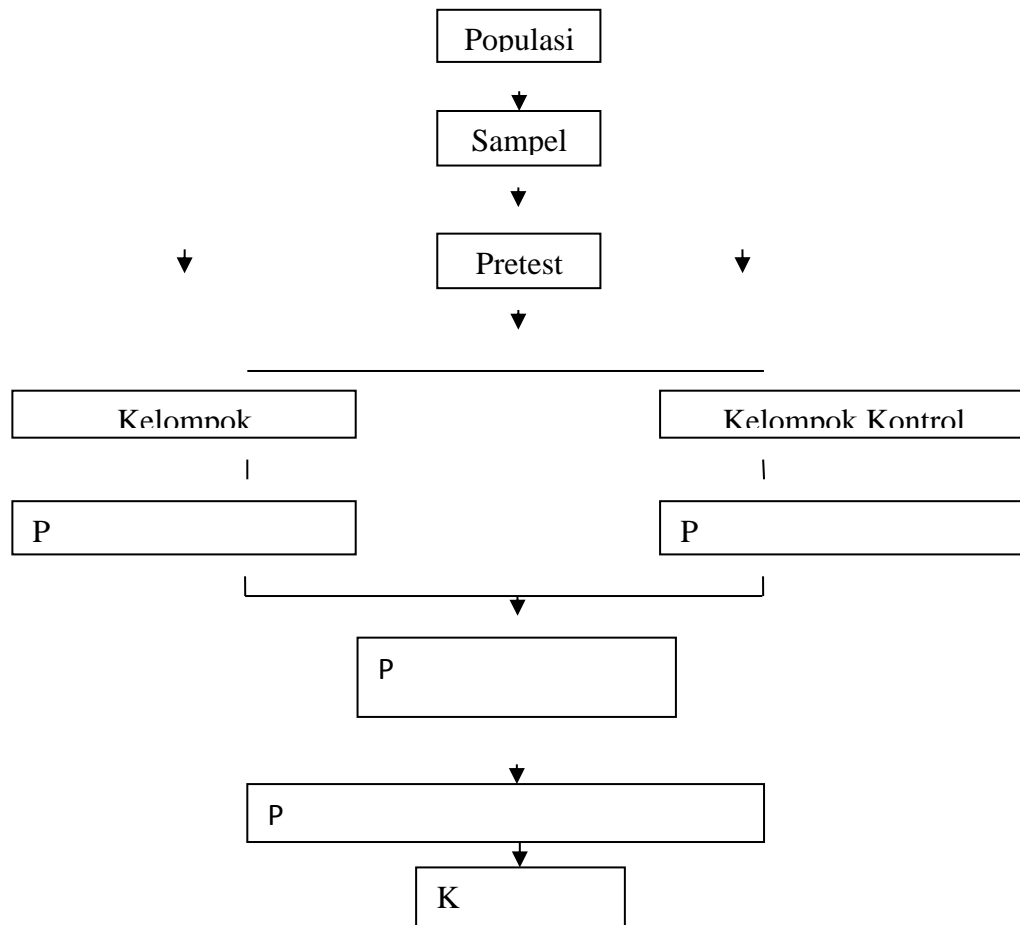 Populasi
Sampel
Pretest
Kelompok
Kelompok Kontrol
P
P
P
P
K